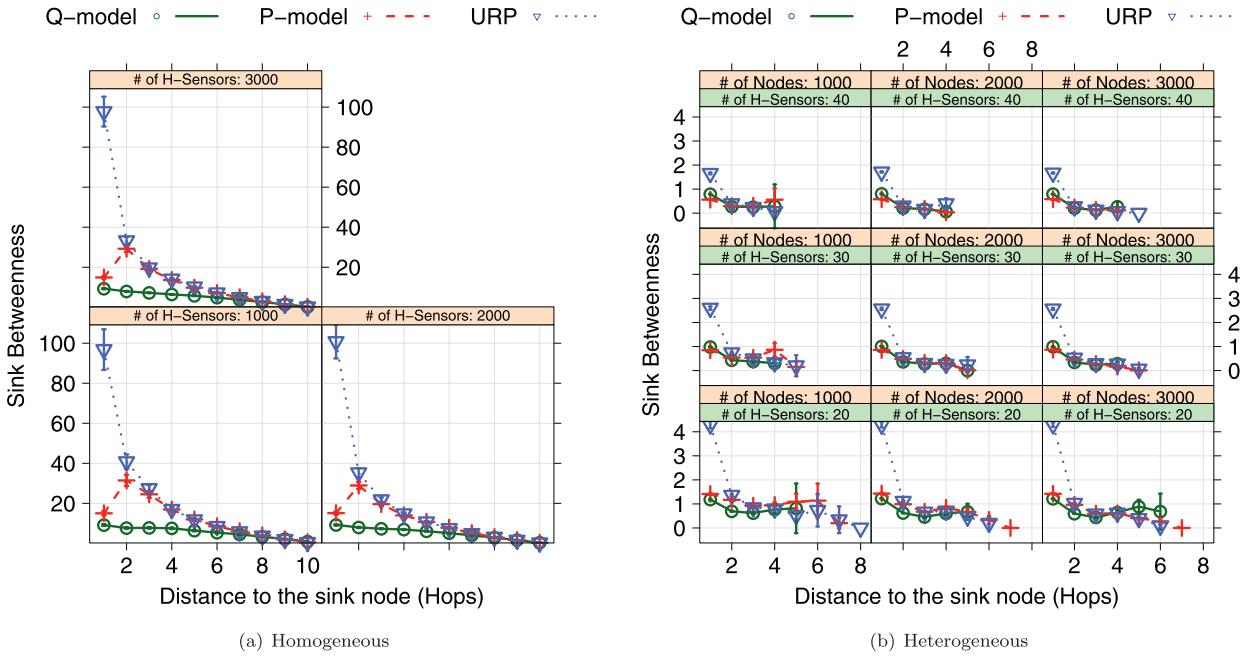 Q−model P−model URP
# of H−Sensors: 3000
100
80
60
40
20
# of H−Sensors: 1000 # of H−Sensors: 2000
100
80
60
40
20
2 4 6 8 10
Sink Betweenness
Distance to the sink node (Hops)
(a) Homogeneous
Q−model P−model URP
2 4 6 8
# of Nodes: 1000 # of Nodes: 2000 # of Nodes: 3000
# of H−Sensors: 40 # of H−Sensors: 40 # of H−Sensors: 40
4
3
2
1
0
# of Nodes: 1000 # of Nodes: 2000 # of Nodes: 3000
# of H−Sensors: 30 # of H−Sensors: 30 # of H−Sensors: 30
4
3
2
1
0
# of Nodes: 1000 # of Nodes: 2000 # of Nodes: 3000
# of H−Sensors: 20 # of H−Sensors: 20 # of H−Sensors: 20
4
3
2
1
0
2 4 6 8 2 4 6 8
Sink Betweenness
Distance to the sink node (Hops)
(b) Heterogeneous